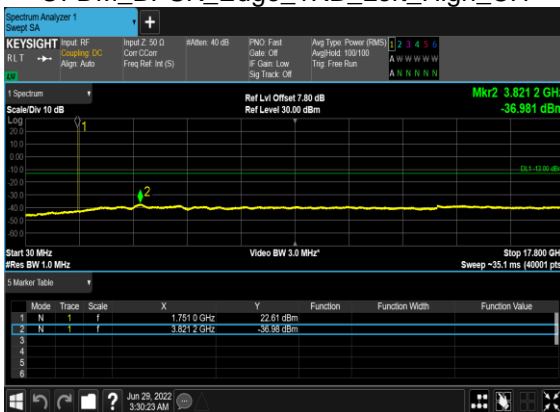 Spectrum Analyzer 1
Swept SA
KEYSIGHT
RLT
LV
Input: RF
Coupling: DC
Align: Auto
Input Z: 50 Ω
Corr CCorr
Freq Ref: Int (S)
#Atten: 40 dB
PNO: Fast
Gate: Off
IF Gain: Low
Sig Track: Off
Avg Type: Power (RMS)
Avg|Hold: 100/100
Trig: Free Run
1 2 3 4 5 6
A W W W W W
A N N N N N
1 Spectrum
Scale/Div 10 dB
Ref Lvl Offset 7.80 dB
Ref Level 30.00 dBm
Mkr2 3.821 2 GHz
-36.981 dBm
Log
20.0
10.0
0.00
-10.0
-20.0
-30.0
-40.0
-50.0
-60.0
1
2
DL1 -13.00 dBm
Start 30 MHz
#Res BW 1.0 MHz
Video BW 3.0 MHz*
Stop 17.800 GH
Sweep ~35.1 ms (40001 pts
5 Marker Table
Mode Trace Scale X Y Function Function Width Function Value
1 N 1 f 1.751 0 GHz 22.61 dBm
2 N 1 f 3.821 2 GHz -36.98 dBm
3
4
5
6
?
Jun 29, 2022
3:30:23 AM